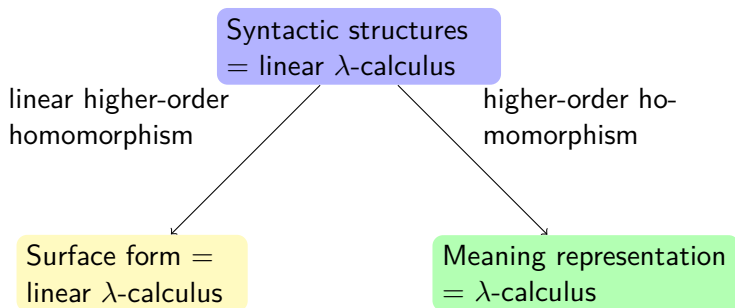 Syntactic structures
= linear λ-calculus
linear higher-order
homomorphism
higher-order ho-
momorphism
Surface form =
linear λ-calculus
Meaning representation
= λ-calculus